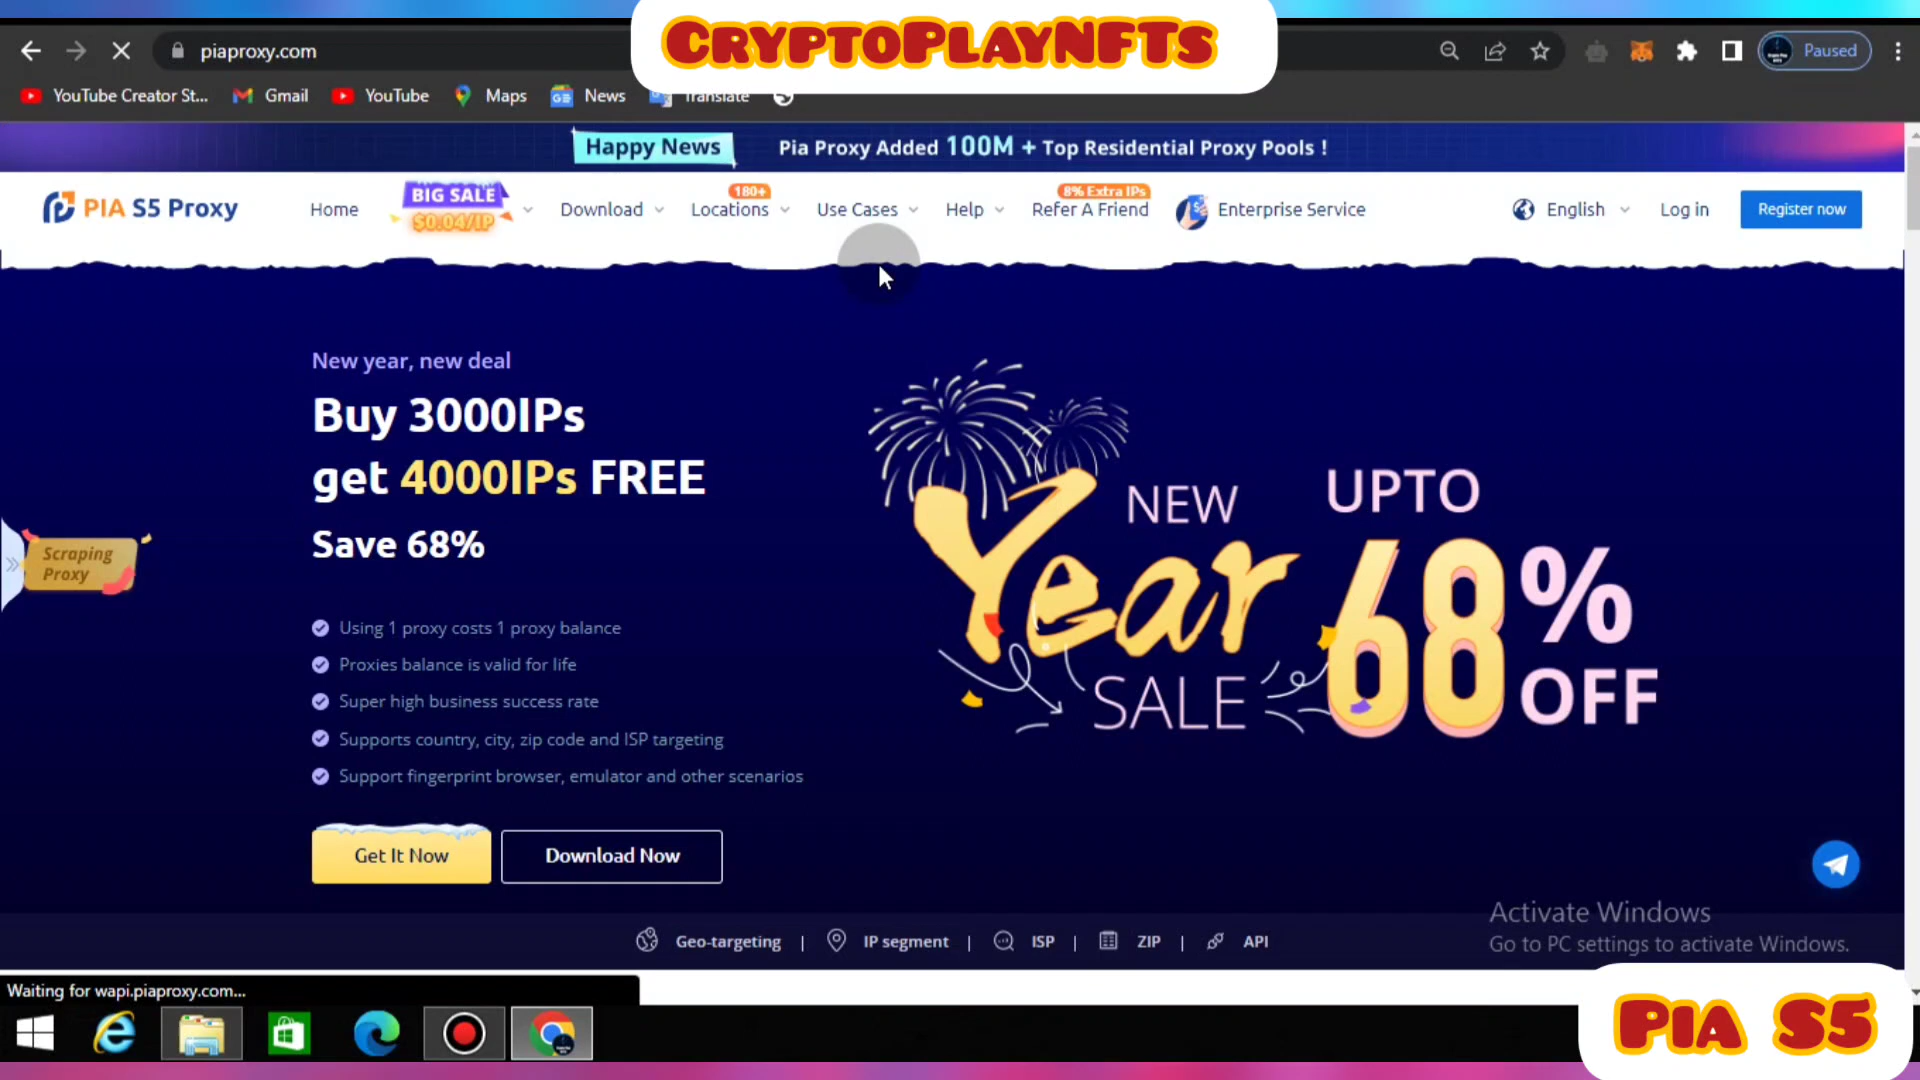 CryptoPlayNFTs
piaproxy.com
Paused
YouTube Creator St...
Gmail
YouTube
Maps
News
Translate
Happy News
Pia Proxy Added 100M + Top Residential Proxy Pools !
PIA S5 Proxy
Home
BIG SALE
$0.04/IP
Download
180+
Locations
Use Cases
Help
8% Extra IPs
Refer A Friend
Enterprise Service
English
Log in
Register now
New year, new deal
Buy 3000IPs
get 4000IPs FREE
Save 68%
Using 1 proxy costs 1 proxy balance
Proxies balance is valid for life
Super high business success rate
Supports country, city, zip code and ISP targeting
Support fingerprint browser, emulator and other scenarios
Get It Now
Download Now
Scraping
Proxy
NEW
Year
SALE
UPTO
68%
OFF
Geo-targeting | IP segment | ISP | ZIP | API
Activate Windows
Go to PC settings to activate Windows.
Waiting for wapi.piaproxy.com...
Pia S5